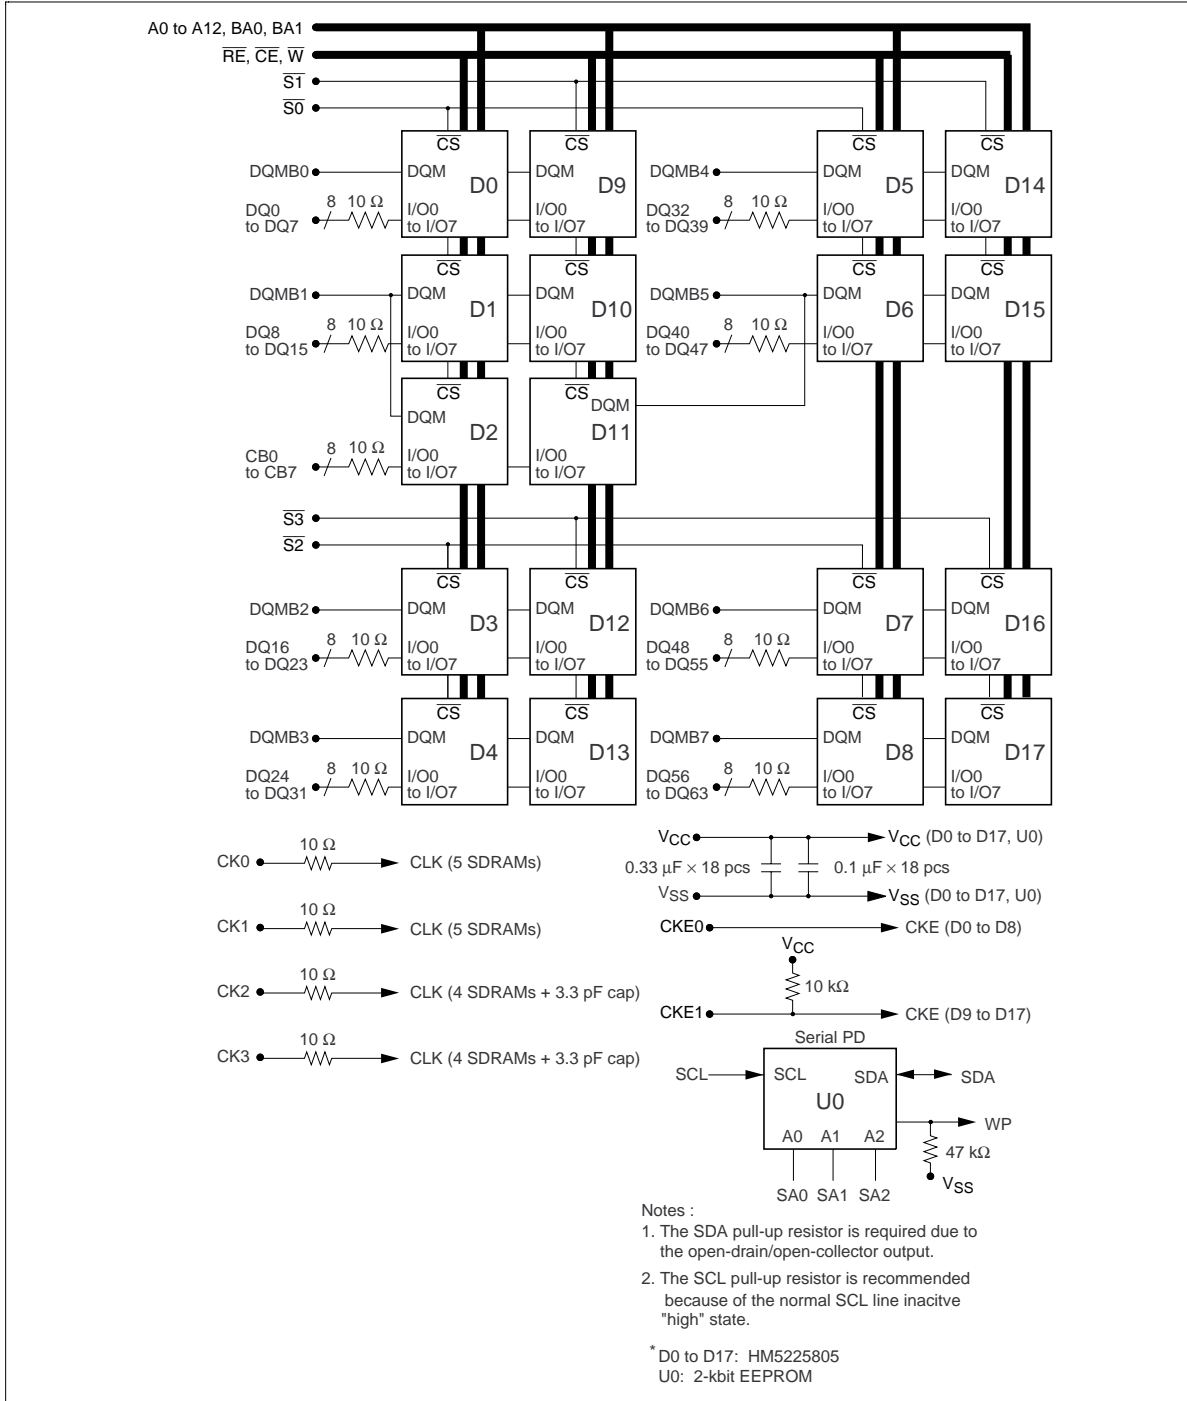 A0 to A12, BA0, BA1
RE, CE, W
S1
S0
CS CS CS CS
DQMB0 DQM D0 D9 DQMB4 DQM D5 D14
DQ0 to DQ7 8 10 Ω I/O0 to I/O7 I/O0 to I/O7 DQ32 to DQ39 8 10 Ω I/O0 to I/O7 I/O0 to I/O7
CS CS CS CS
DQMB1 DQM D1 DQM D10 DQMB5 DQM D6 DQM D15
DQ8 to DQ15 8 10 Ω I/O0 to I/O7 I/O0 to I/O7 DQ40 to DQ47 8 10 Ω I/O0 to I/O7 I/O0 to I/O7
CS CS
DQM D2 DQM D11
CB0 to CB7 8 10 Ω I/O0 to I/O7 I/O0 to I/O7
S3
S2
CS CS CS CS
DQMB2 DQM D3 DQM D12 DQMB6 DQM D7 DQM D16
DQ16 to DQ23 8 10 Ω I/O0 to I/O7 I/O0 to I/O7 DQ48 to DQ55 8 10 Ω I/O0 to I/O7 I/O0 to I/O7
CS CS CS CS
DQMB3 DQM D4 DQM D13 DQMB7 DQM D8 DQM D17
DQ24 to DQ31 8 10 Ω I/O0 to I/O7 I/O0 to I/O7 DQ56 to DQ63 8 10 Ω I/O0 to I/O7 I/O0 to I/O7
CK0 10 Ω CLK (5 SDRAMs)
CK1 10 Ω CLK (5 SDRAMs)
CK2 10 Ω CLK (4 SDRAMs + 3.3 pF cap)
CK3 10 Ω CLK (4 SDRAMs + 3.3 pF cap)
VCC VCC (D0 to D17, U0)
0.33 µF × 18 pcs 0.1 µF × 18 pcs
VSS VSS (D0 to D17, U0)
CKE0 CKE (D0 to D8)
VCC
10 kΩ
CKE1 CKE (D9 to D17)
Serial PD
SCL SCL SDA SDA
U0
WP
A0 A1 A2
47 kΩ
VSS
SA0 SA1 SA2
Notes :
1. The SDA pull-up resistor is required due to
the open-drain/open-collector output.
2. The SCL pull-up resistor is recommended
because of the normal SCL line inacitve
"high" state.
* D0 to D17: HM5225805
U0: 2-kbit EEPROM